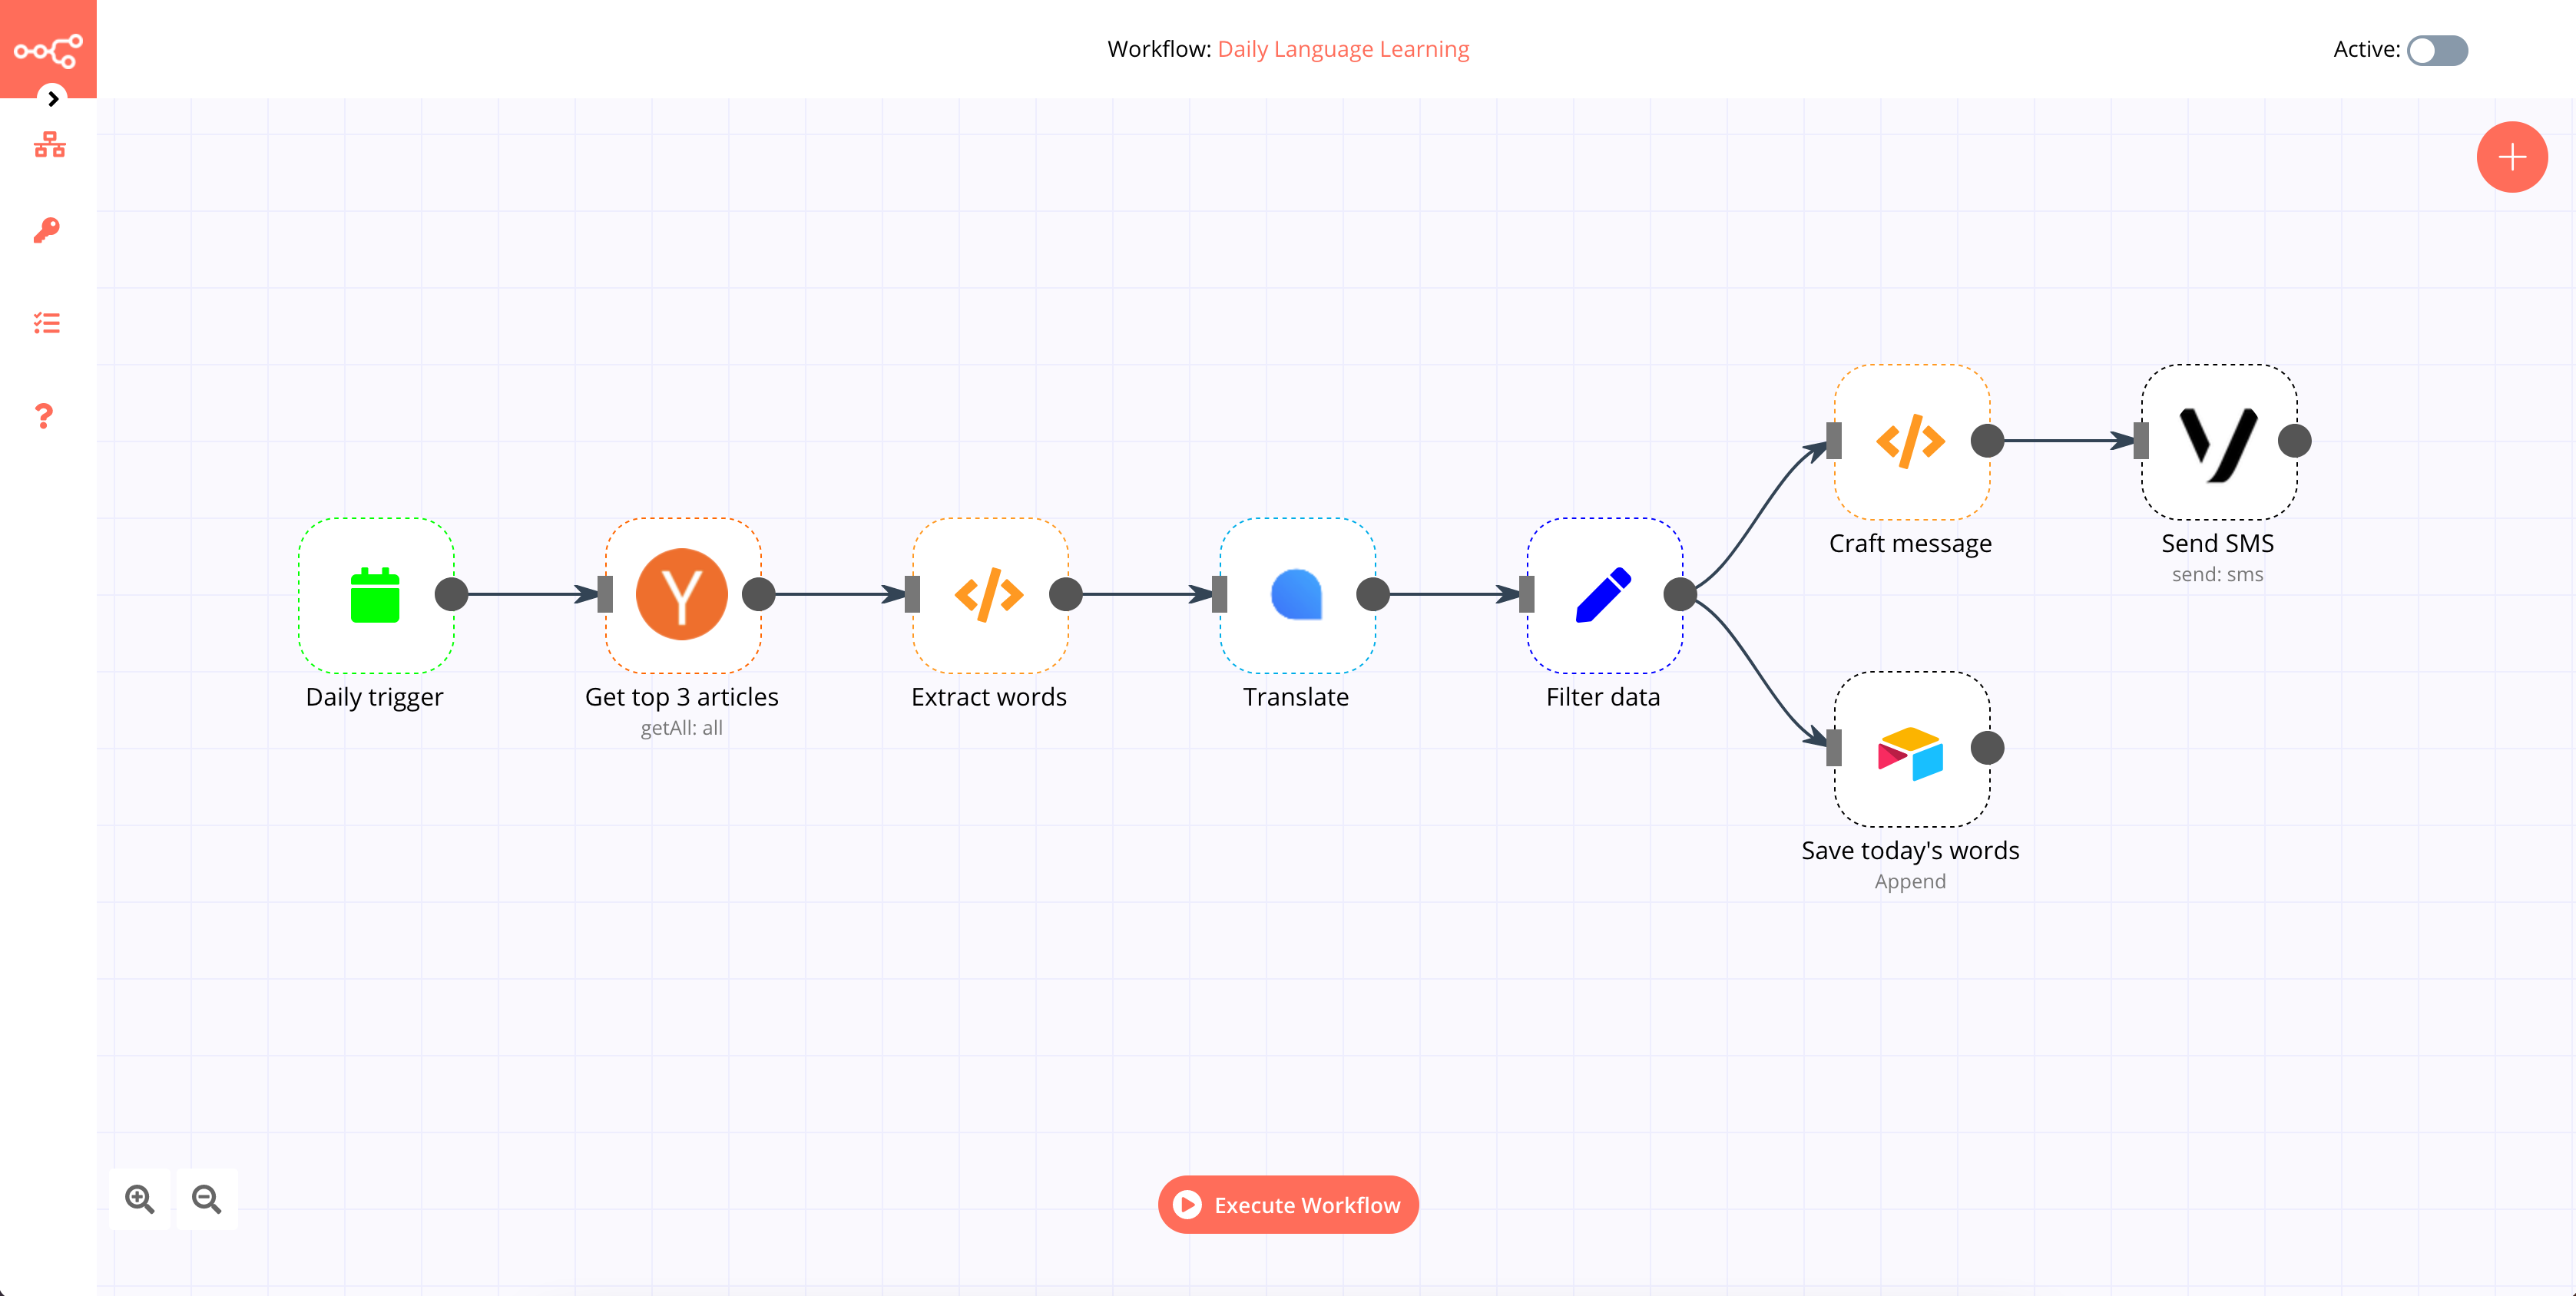 Workflow: Daily Language Learning
Active:
Daily trigger
Get top 3 articles
getAll: all
Extract words
Translate
Filter data
Craft message
Send SMS
send: sms
Save today's words
Append
Execute Workflow